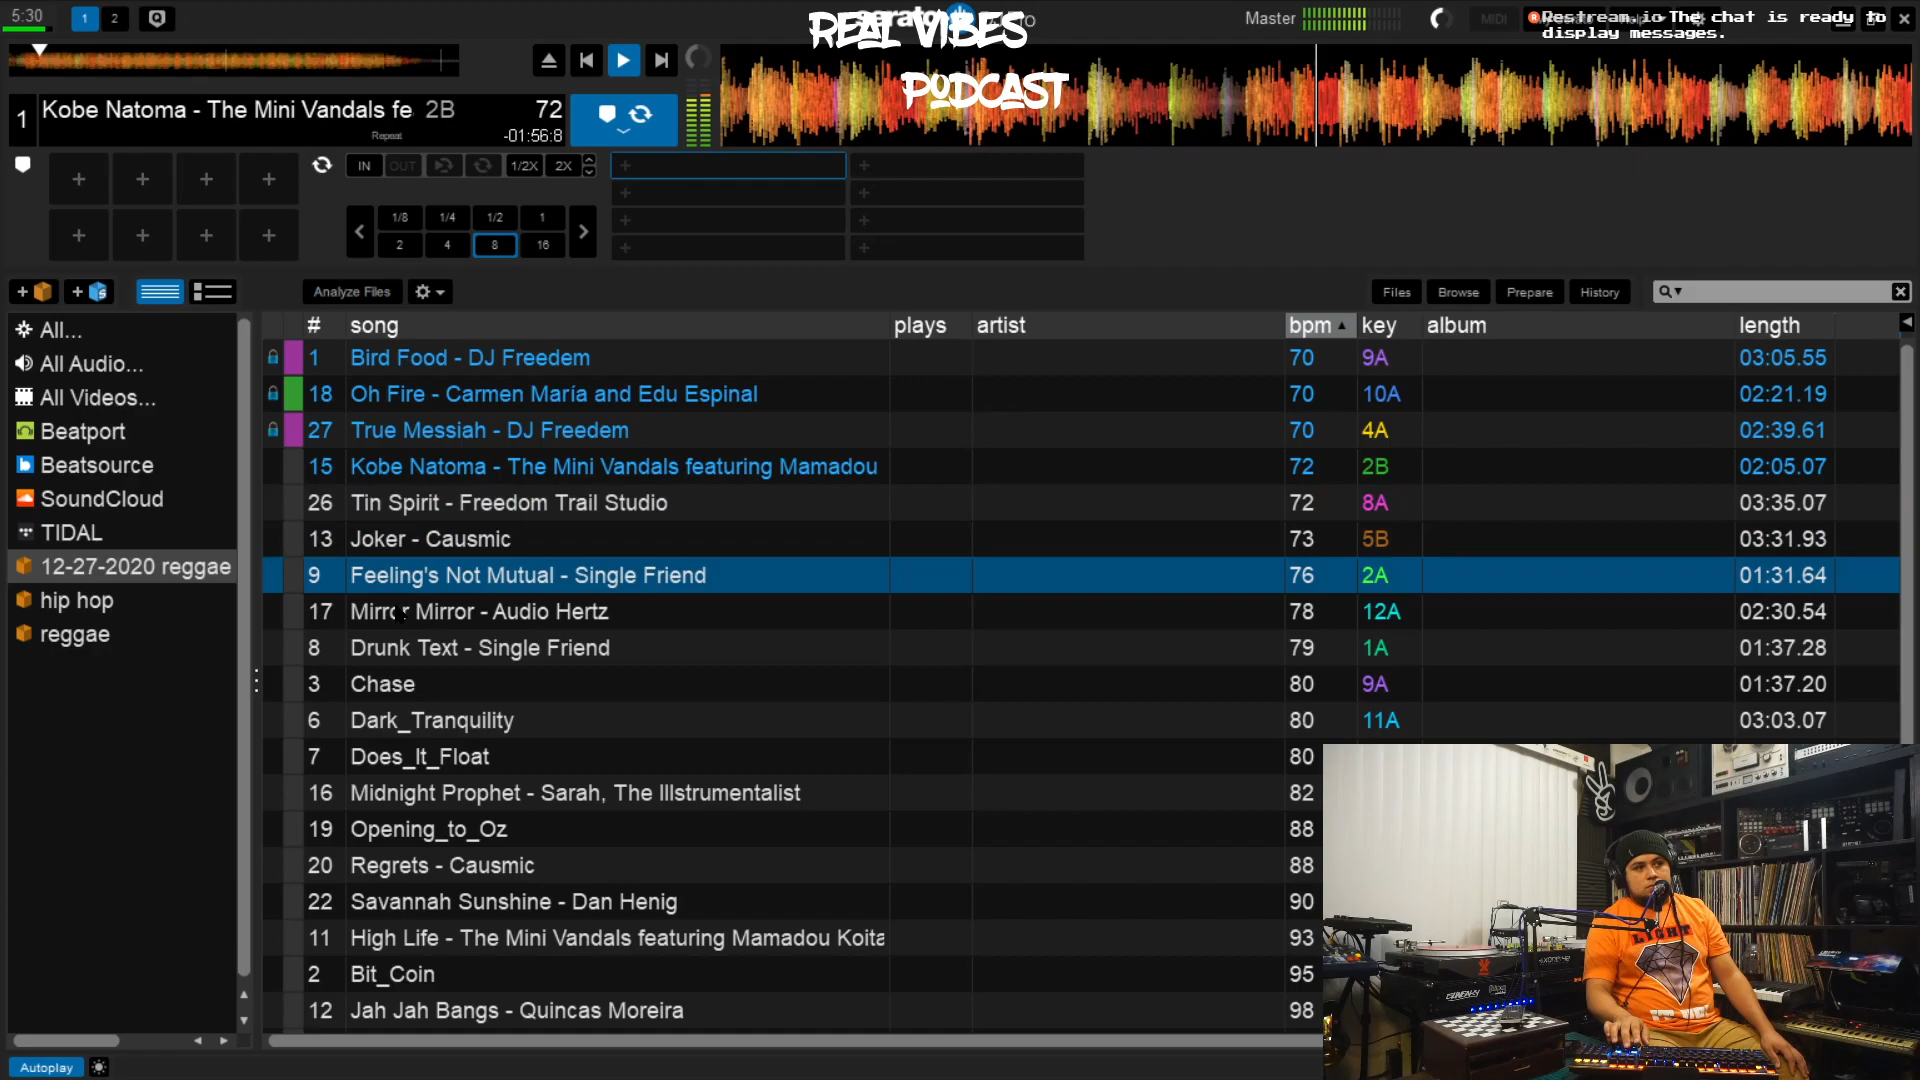 5:30
1 2
REAL VIBES
PODCAST
serato
Master
MIDI
Restream.io The chat is ready to
display messages.
1
Kobe Natoma - The Mini Vandals fe 2B 72
Repeat -01:56:8
IN OUT 1/2X 2X
1/8 1/4 1/2 1
2 4 8 16
Analyze Files
Files Browse Prepare History
All...
All Audio...
All Videos...
Beatport
Beatsource
SoundCloud
TIDAL
12-27-2020 reggae
hip hop
reggae
# song plays artist bpm key album length
1 Bird Food - DJ Freedem 70 9A 03:05.55
18 Oh Fire - Carmen María and Edu Espinal 70 10A 02:21.19
27 True Messiah - DJ Freedem 70 4A 02:39.61
15 Kobe Natoma - The Mini Vandals featuring Mamadou 72 2B 02:05.07
26 Tin Spirit - Freedom Trail Studio 72 8A 03:35.07
13 Joker - Causmic 73 5B 03:31.93
9 Feeling's Not Mutual - Single Friend 76 2A 01:31.64
17 Mirror Mirror - Audio Hertz 78 12A 02:30.54
8 Drunk Text - Single Friend 79 1A 01:37.28
3 Chase 80 9A 01:37.20
6 Dark_Tranquility 80 11A 03:03.07
7 Does_It_Float 80
16 Midnight Prophet - Sarah, The Illstrumentalist 82
19 Opening_to_Oz 88
20 Regrets - Causmic 88
22 Savannah Sunshine - Dan Henig 90
11 High Life - The Mini Vandals featuring Mamadou Koita 93
2 Bit_Coin 95
12 Jah Jah Bangs - Quincas Moreira 98
LIGHT
Autoplay